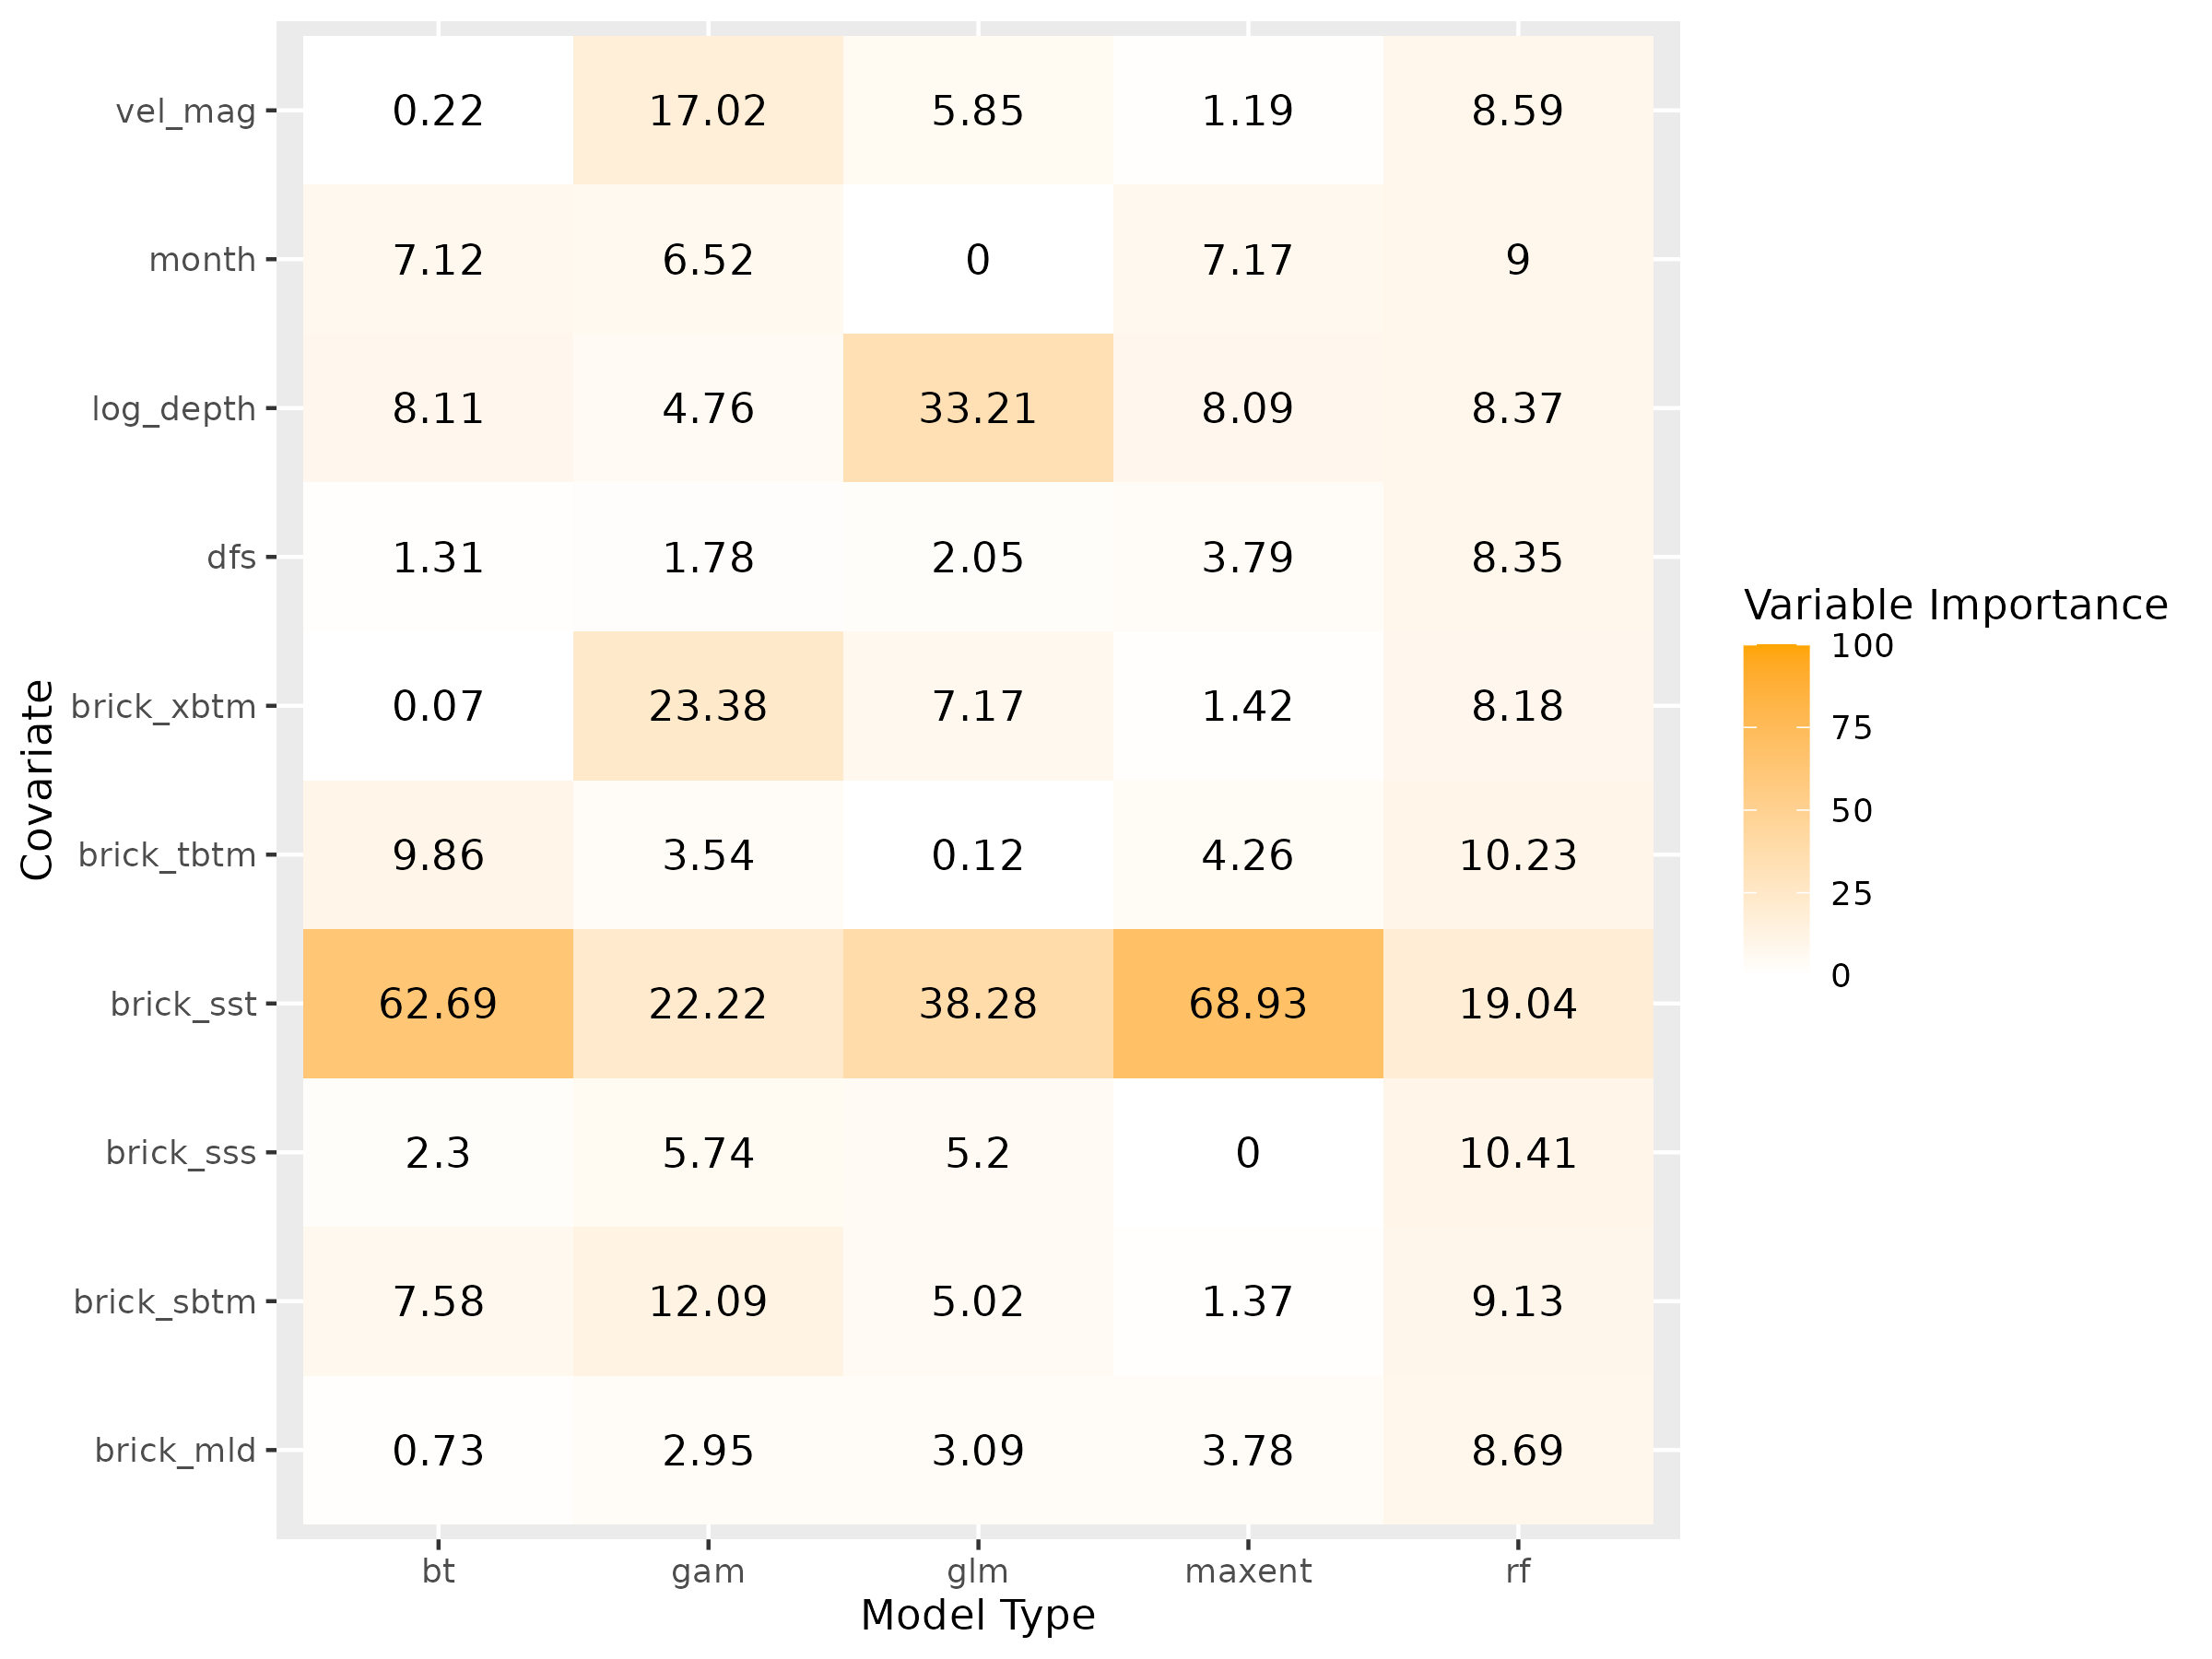 vel_mag 0.22 17.02 5.85 1.19 8.59
month 7.12 6.52 0 7.17 9
log_depth 8.11 4.76 33.21 8.09 8.37
dfs 1.31 1.78 2.05 3.79 8.35
brick_xbtm 0.07 23.38 7.17 1.42 8.18
brick_tbtm 9.86 3.54 0.12 4.26 10.23
brick_sst 62.69 22.22 38.28 68.93 19.04
brick_sss 2.3 5.74 5.2 0 10.41
brick_sbtm 7.58 12.09 5.02 1.37 9.13
brick_mld 0.73 2.95 3.09 3.78 8.69
bt gam glm maxent rf
Model Type
Covariate
Variable Importance
100
75
50
25
0